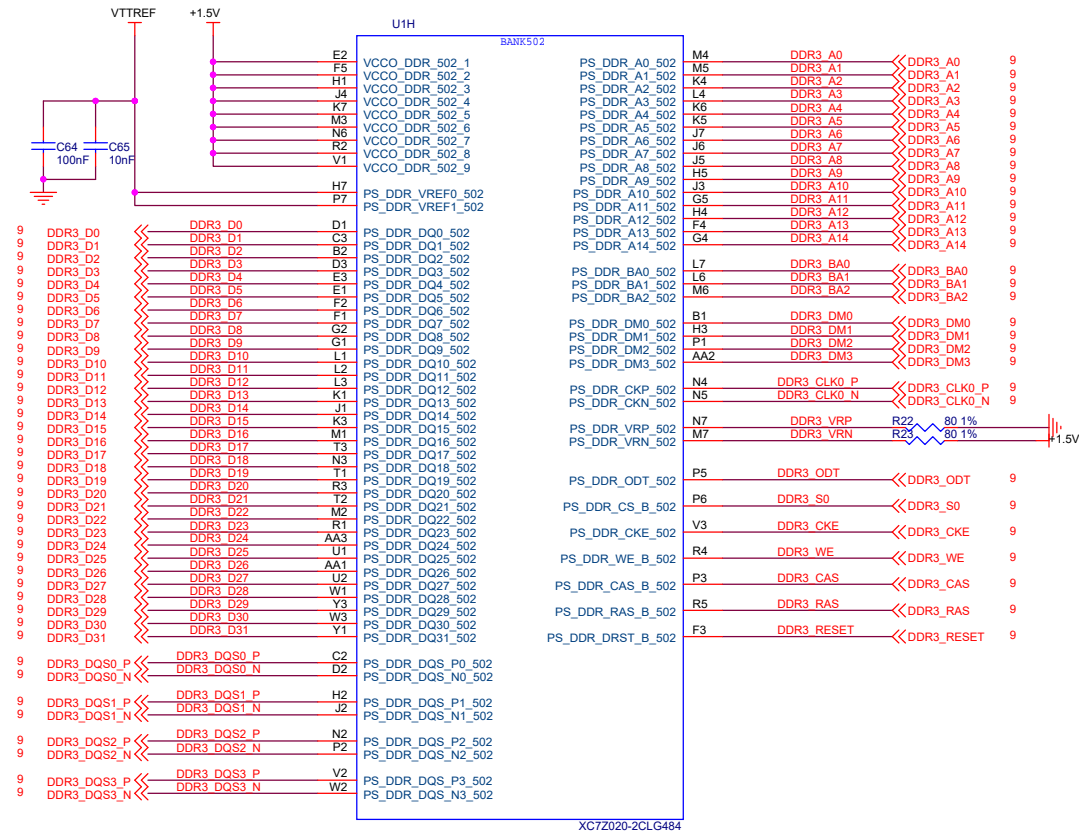 VTTREF +1.5V
U1H
BANK502
E2 VCCO_DDR_502_1
F5 VCCO_DDR_502_2
H1 VCCO_DDR_502_3
J4 VCCO_DDR_502_4
K7 VCCO_DDR_502_5
M3 VCCO_DDR_502_6
N6 VCCO_DDR_502_7
R2 VCCO_DDR_502_8
V1 VCCO_DDR_502_9
C64 100nF
C65 10nF
H7 PS_DDR_VREF0_502
P7 PS_DDR_VREF1_502
9 DDR3_D0 DDR3_D0 D1 PS_DDR_DQ0_502
9 DDR3_D1 DDR3_D1 C3 PS_DDR_DQ1_502
9 DDR3_D2 DDR3_D2 B2 PS_DDR_DQ2_502
9 DDR3_D3 DDR3_D3 D3 PS_DDR_DQ3_502
9 DDR3_D4 DDR3_D4 E3 PS_DDR_DQ4_502
9 DDR3_D5 DDR3_D5 E1 PS_DDR_DQ5_502
9 DDR3_D6 DDR3_D6 F2 PS_DDR_DQ6_502
9 DDR3_D7 DDR3_D7 F1 PS_DDR_DQ7_502
9 DDR3_D8 DDR3_D8 G2 PS_DDR_DQ8_502
9 DDR3_D9 DDR3_D9 G1 PS_DDR_DQ9_502
9 DDR3_D10 DDR3_D10 L1 PS_DDR_DQ10_502
9 DDR3_D11 DDR3_D11 L2 PS_DDR_DQ11_502
9 DDR3_D12 DDR3_D12 L3 PS_DDR_DQ12_502
9 DDR3_D13 DDR3_D13 K1 PS_DDR_DQ13_502
9 DDR3_D14 DDR3_D14 J1 PS_DDR_DQ14_502
9 DDR3_D15 DDR3_D15 K3 PS_DDR_DQ15_502
9 DDR3_D16 DDR3_D16 M1 PS_DDR_DQ16_502
9 DDR3_D17 DDR3_D17 T3 PS_DDR_DQ17_502
9 DDR3_D18 DDR3_D18 N3 PS_DDR_DQ18_502
9 DDR3_D19 DDR3_D19 T1 PS_DDR_DQ19_502
9 DDR3_D20 DDR3_D20 R3 PS_DDR_DQ20_502
9 DDR3_D21 DDR3_D21 T2 PS_DDR_DQ21_502
9 DDR3_D22 DDR3_D22 M2 PS_DDR_DQ22_502
9 DDR3_D23 DDR3_D23 R1 PS_DDR_DQ23_502
9 DDR3_D24 DDR3_D24 AA3 PS_DDR_DQ24_502
9 DDR3_D25 DDR3_D25 U1 PS_DDR_DQ25_502
9 DDR3_D26 DDR3_D26 AA1 PS_DDR_DQ26_502
9 DDR3_D27 DDR3_D27 U2 PS_DDR_DQ27_502
9 DDR3_D28 DDR3_D28 W1 PS_DDR_DQ28_502
9 DDR3_D29 DDR3_D29 Y3 PS_DDR_DQ29_502
9 DDR3_D30 DDR3_D30 W3 PS_DDR_DQ30_502
9 DDR3_D31 DDR3_D31 Y1 PS_DDR_DQ31_502
9 DDR3_DQS0_P DDR3_DQS0_P C2 PS_DDR_DQS_P0_502
9 DDR3_DQS0_N DDR3_DQS0_N D2 PS_DDR_DQS_N0_502
9 DDR3_DQS1_P DDR3_DQS1_P H2 PS_DDR_DQS_P1_502
9 DDR3_DQS1_N DDR3_DQS1_N J2 PS_DDR_DQS_N1_502
9 DDR3_DQS2_P DDR3_DQS2_P N2 PS_DDR_DQS_P2_502
9 DDR3_DQS2_N DDR3_DQS2_N P2 PS_DDR_DQS_N2_502
9 DDR3_DQS3_P DDR3_DQS3_P V2 PS_DDR_DQS_P3_502
9 DDR3_DQS3_N DDR3_DQS3_N W2 PS_DDR_DQS_N3_502
PS_DDR_A0_502 M4 DDR3_A0 DDR3_A0 9
PS_DDR_A1_502 M5 DDR3_A1 DDR3_A1 9
PS_DDR_A2_502 K4 DDR3_A2 DDR3_A2 9
PS_DDR_A3_502 L4 DDR3_A3 DDR3_A3 9
PS_DDR_A4_502 K6 DDR3_A4 DDR3_A4 9
PS_DDR_A5_502 K5 DDR3_A5 DDR3_A5 9
PS_DDR_A6_502 J7 DDR3_A6 DDR3_A6 9
PS_DDR_A7_502 J6 DDR3_A7 DDR3_A7 9
PS_DDR_A8_502 J5 DDR3_A8 DDR3_A8 9
PS_DDR_A9_502 H5 DDR3_A9 DDR3_A9 9
PS_DDR_A10_502 J3 DDR3_A10 DDR3_A10 9
PS_DDR_A11_502 G5 DDR3_A11 DDR3_A11 9
PS_DDR_A12_502 H4 DDR3_A12 DDR3_A12 9
PS_DDR_A13_502 F4 DDR3_A13 DDR3_A13 9
PS_DDR_A14_502 G4 DDR3_A14 DDR3_A14 9
PS_DDR_BA0_502 L7 DDR3_BA0 DDR3_BA0 9
PS_DDR_BA1_502 L6 DDR3_BA1 DDR3_BA1 9
PS_DDR_BA2_502 M6 DDR3_BA2 DDR3_BA2 9
PS_DDR_DM0_502 B1 DDR3_DM0 DDR3_DM0 9
PS_DDR_DM1_502 H3 DDR3_DM1 DDR3_DM1 9
PS_DDR_DM2_502 P1 DDR3_DM2 DDR3_DM2 9
PS_DDR_DM3_502 AA2 DDR3_DM3 DDR3_DM3 9
PS_DDR_CKP_502 N4 DDR3_CLK0_P DDR3_CLK0_P 9
PS_DDR_CKN_502 N5 DDR3_CLK0_N DDR3_CLK0_N 9
PS_DDR_VRP_502 N7 DDR3_VRP R22 80 1%
PS_DDR_VRN_502 M7 DDR3_VRN R23 80 1% +1.5V
PS_DDR_ODT_502 P5 DDR3_ODT DDR3_ODT 9
PS_DDR_CS_B_502 P6 DDR3_S0 DDR3_S0 9
PS_DDR_CKE_502 V3 DDR3_CKE DDR3_CKE 9
PS_DDR_WE_B_502 R4 DDR3_WE DDR3_WE 9
PS_DDR_CAS_B_502 P3 DDR3_CAS DDR3_CAS 9
PS_DDR_RAS_B_502 R5 DDR3_RAS DDR3_RAS 9
PS_DDR_DRST_B_502 F3 DDR3_RESET DDR3_RESET 9
XC7Z020-2CLG484